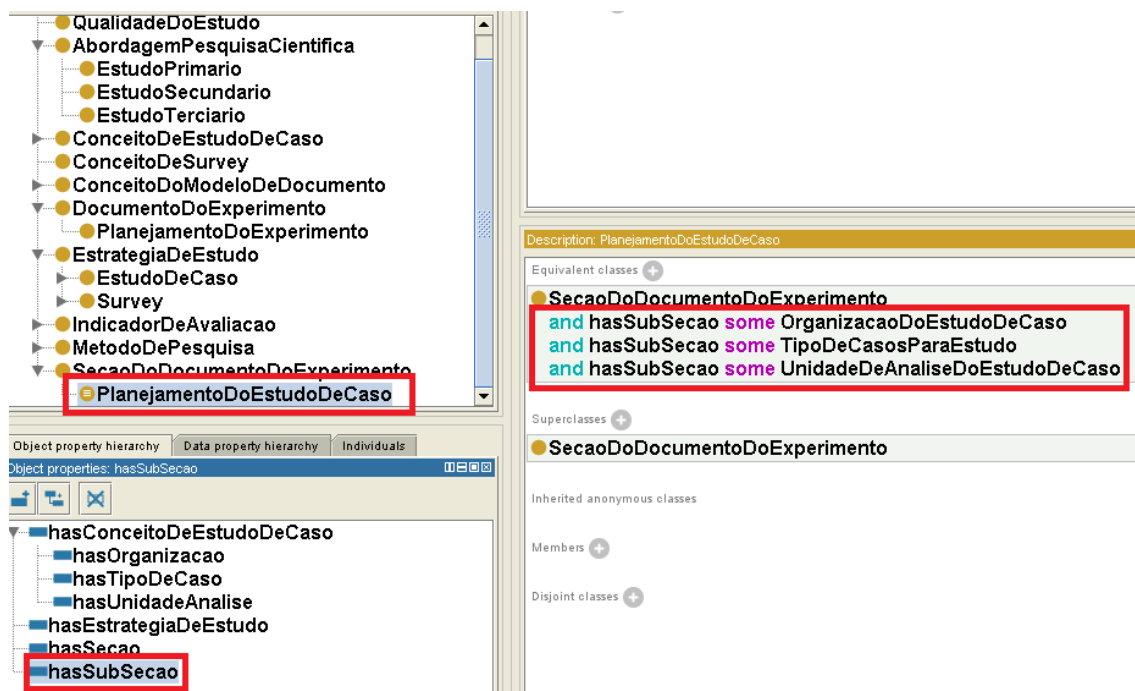 QualidadeDoEstudo
AbordagemPesquisaCientifica
EstudoPrimario
EstudoSecundario
EstudoTerciario
ConceitoDeEstudoDeCaso
ConceitoDeSurvey
ConceitoDoModeloDeDocumento
DocumentoDoExperimento
PlanejamentoDoExperimento
EstrategiaDeEstudo
EstudoDeCaso
Survey
IndicadorDeAvaliacao
MetodoDePesquisa
SecaoDoDocumentoDoExperimento
PlanejamentoDoEstudoDeCaso
Object property hierarchy Data property hierarchy Individuals
Object properties: hasSubSecao
hasConceitoDeEstudoDeCaso
hasOrganizacao
hasTipoDeCaso
hasUnidadeAnalise
hasEstrategiaDeEstudo
hasSecao
hasSubSecao
Description: PlanejamentoDoEstudoDeCaso
Equivalent classes
SecaoDoDocumentoDoExperimento
and hasSubSecao some OrganizacaoDoEstudoDeCaso
and hasSubSecao some TipoDeCasosParaEstudo
and hasSubSecao some UnidadeDeAnaliseDoEstudoDeCaso
Superclasses
SecaoDoDocumentoDoExperimento
Inherited anonymous classes
Members
Disjoint classes